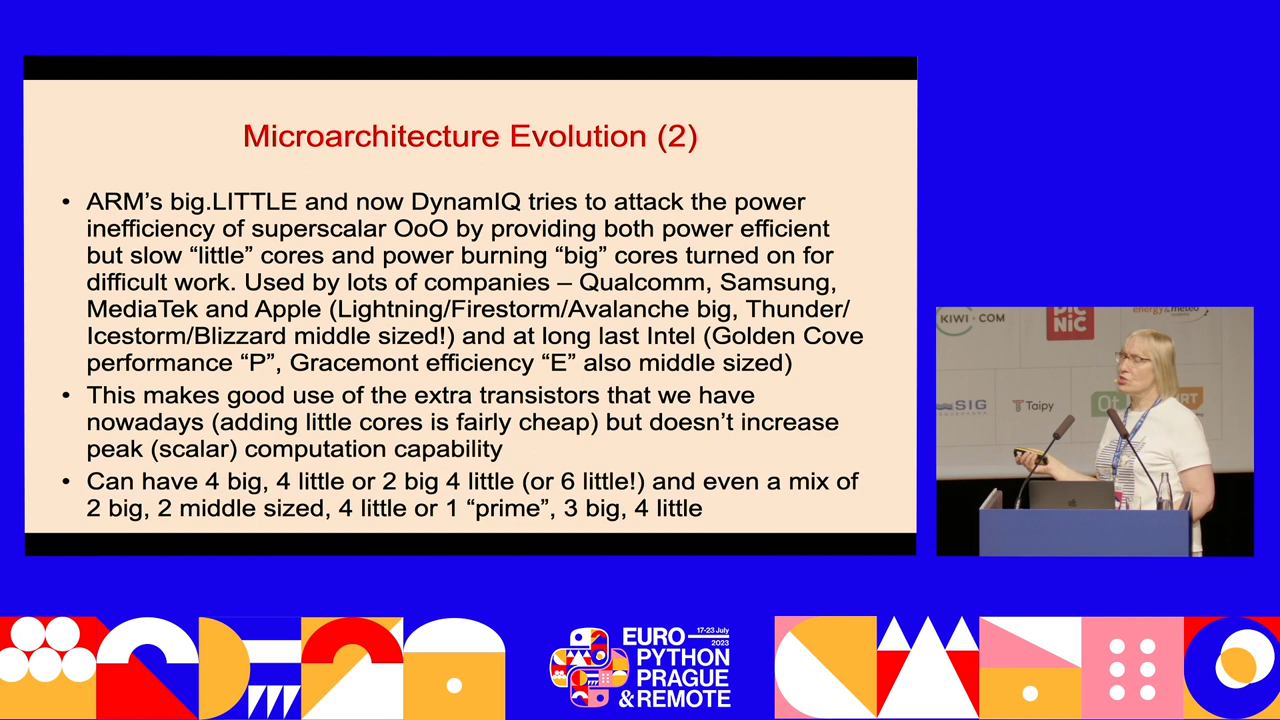 Microarchitecture Evolution (2)
• ARM’s big.LITTLE and now DynamIQ tries to attack the power
inefficiency of superscalar OoO by providing both power efficient
but slow “little” cores and power burning “big” cores turned on for
difficult work. Used by lots of companies – Qualcomm, Samsung,
MediaTek and Apple (Lightning/Firestorm/Avalanche big, Thunder/
Icestorm/Blizzard middle sized!) and at long last Intel (Golden Cove
performance “P”, Gracemont efficiency “E” also middle sized)
• This makes good use of the extra transistors that we have
nowadays (adding little cores is fairly cheap) but doesn’t increase
peak (scalar) computation capability
• Can have 4 big, 4 little or 2 big 4 little (or 6 little!) and even a mix of
2 big, 2 middle sized, 4 little or 1 “prime”, 3 big, 4 little
KIWI.COM
PIC
NIC
energy&meteo
SIG
Taipy
Qt
EURO
17-23 July
2023
PYTHON
PRAGUE
& REMOTE